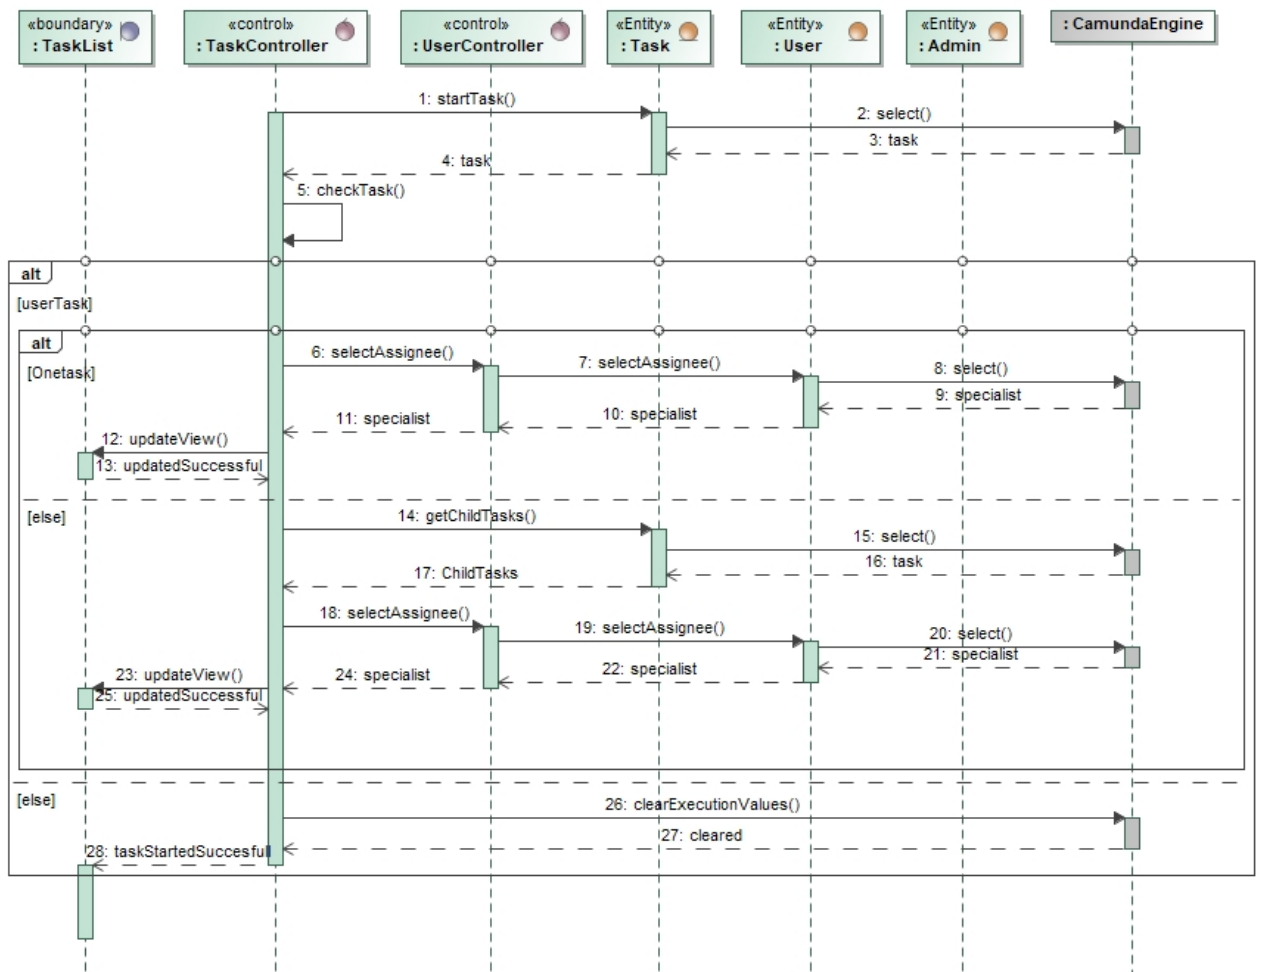 «boundary»
: TaskList
«control»
: TaskController
«control»
: UserController
«Entity»
: Task
«Entity»
: User
«Entity»
: Admin
: CamundaEngine
1: startTask()
2: select()
3: task
4: task
5: checkTask()
alt
[userTask]
alt
[Onetask]
6: selectAssignee()
7: selectAssignee()
8: select()
9: specialist
10: specialist
11: specialist
12: updateView()
13: updatedSuccessful
[else]
14: getChildTasks()
15: select()
16: task
17: ChildTasks
18: selectAssignee()
19: selectAssignee()
20: select()
21: specialist
22: specialist
23: updateView()
24: specialist
25: updatedSuccessful
[else]
26: clearExecutionValues()
27: cleared
28: taskStartedSuccesful